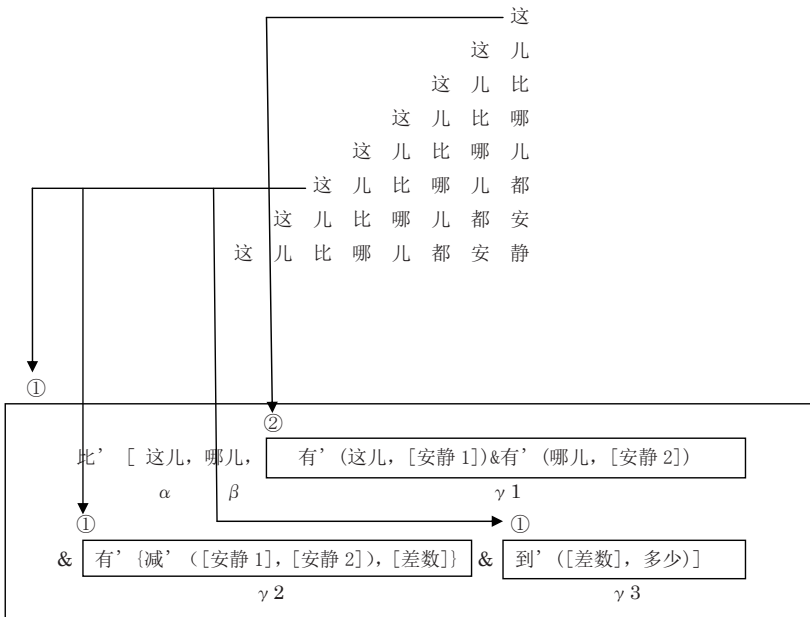 这
这 儿
这 儿 比
这 儿 比 哪
这 儿 比 哪 儿
这 儿 比 哪 儿 都
这 儿 比 哪 儿 都 安
这 儿 比 哪 儿 都 安 静
①
②
比’ [ 这儿, 哪儿, 有’ (这儿, [安静 1])&有’ (哪儿, [安静 2])
α β γ 1
① ①
& 有’ {减’ ([安静 1], [安静 2]), [差数]} & 到’ ([差数], 多少)]
γ 2 γ 3